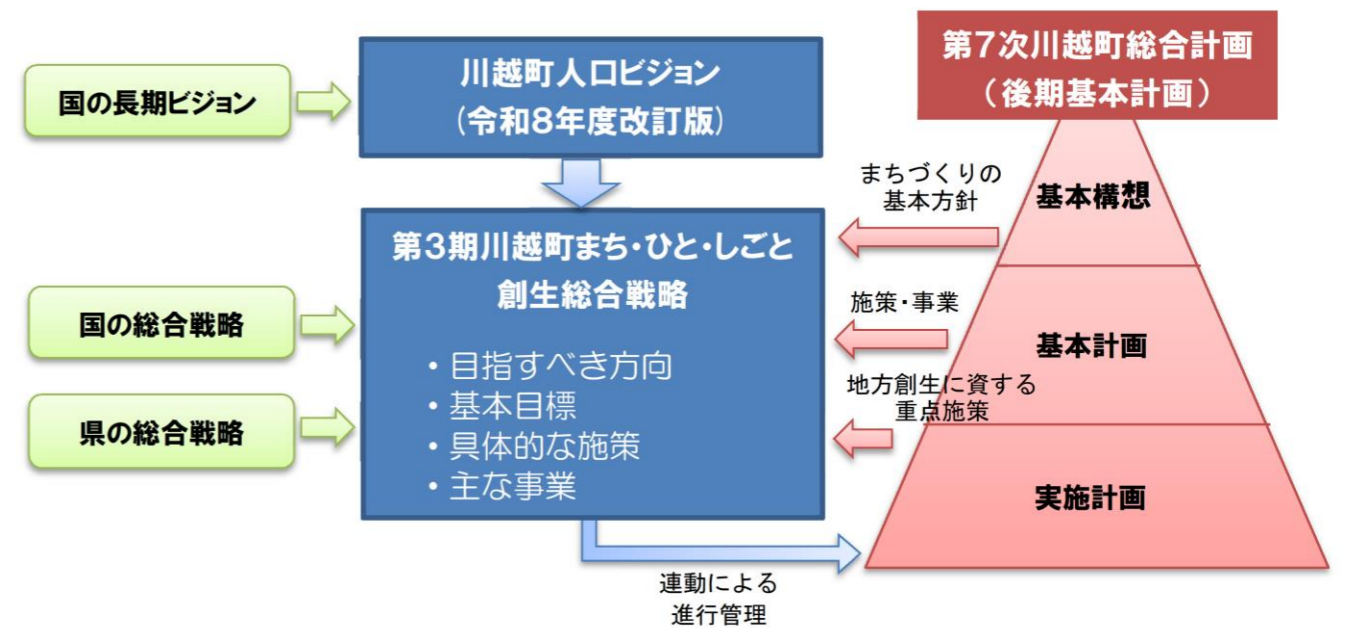 国の長期ビジョン
川越町人口ビジョン
(令和8年度改訂版)
第7次川越町総合計画
(後期基本計画)
まちづくりの
基本方針
基本構想
第3期川越町まち・ひと・しごと
創生総合戦略
・目指すべき方向
・基本目標
・具体的な施策
・主な事業
国の総合戦略
県の総合戦略
施策・事業
基本計画
地方創生に資する
重点施策
実施計画
連動による
進行管理